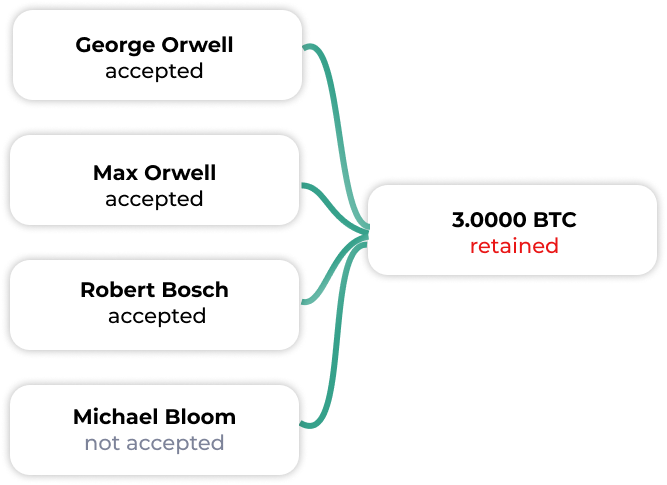 George Orwell
accepted
Max Orwell
accepted
Robert Bosch
accepted
Michael Bloom
not accepted
3.0000 BTC
retained